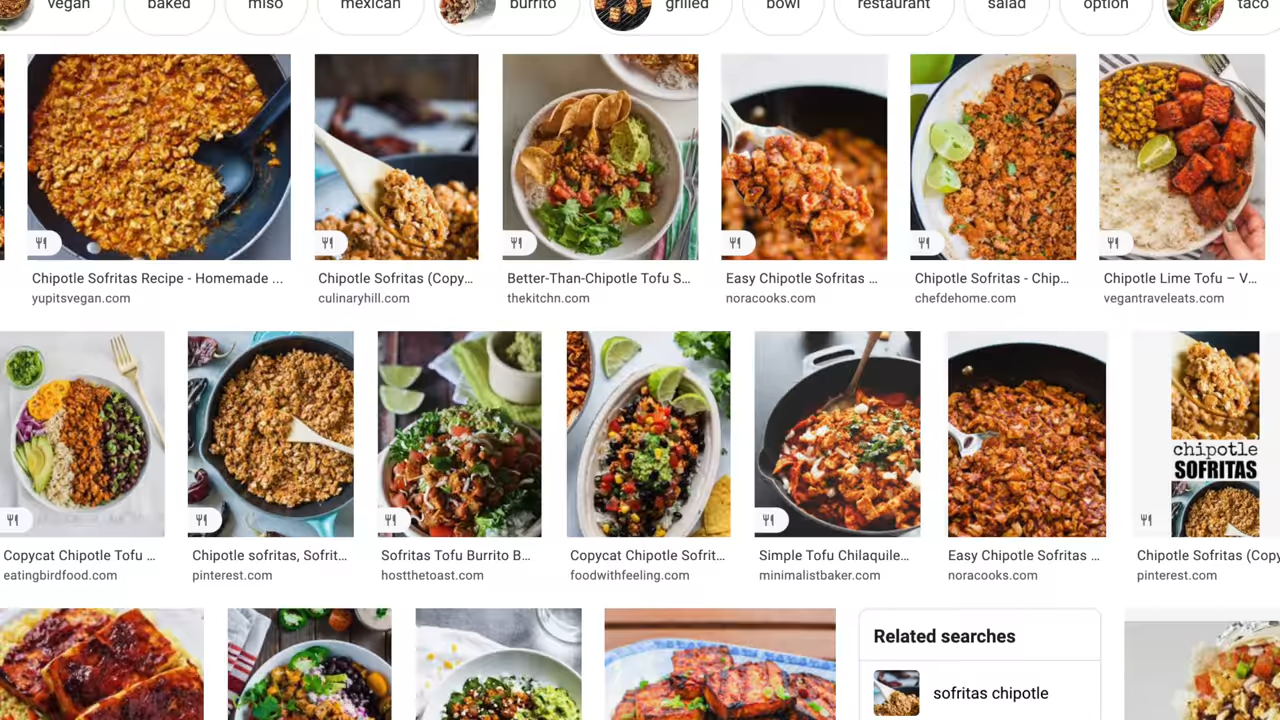 vegan
baked
miso
mexican
burrito
grilled
bowl
restaurant
salad
option
taco
Chipotle Sofritas Recipe - Homemade ...
yupitsvegan.com
Chipotle Sofritas (Copy...
culinaryhill.com
Better-Than-Chipotle Tofu S...
thekitchn.com
Easy Chipotle Sofritas ...
noracooks.com
Chipotle Sofritas - Chip...
chefdehome.com
Chipotle Lime Tofu – V...
vegantraveleats.com
Copycat Chipotle Tofu ...
eatingbirdfood.com
Chipotle sofritas, Sofrit...
pinterest.com
Sofritas Tofu Burrito B...
hostthetoast.com
Copycat Chipotle Sofrit...
foodwithfeeling.com
Simple Tofu Chilaquile...
minimalistbaker.com
Easy Chipotle Sofritas ...
noracooks.com
chipotle
SOFRITAS
Chipotle Sofritas (Copy
pinterest.com
Related searches
sofritas chipotle